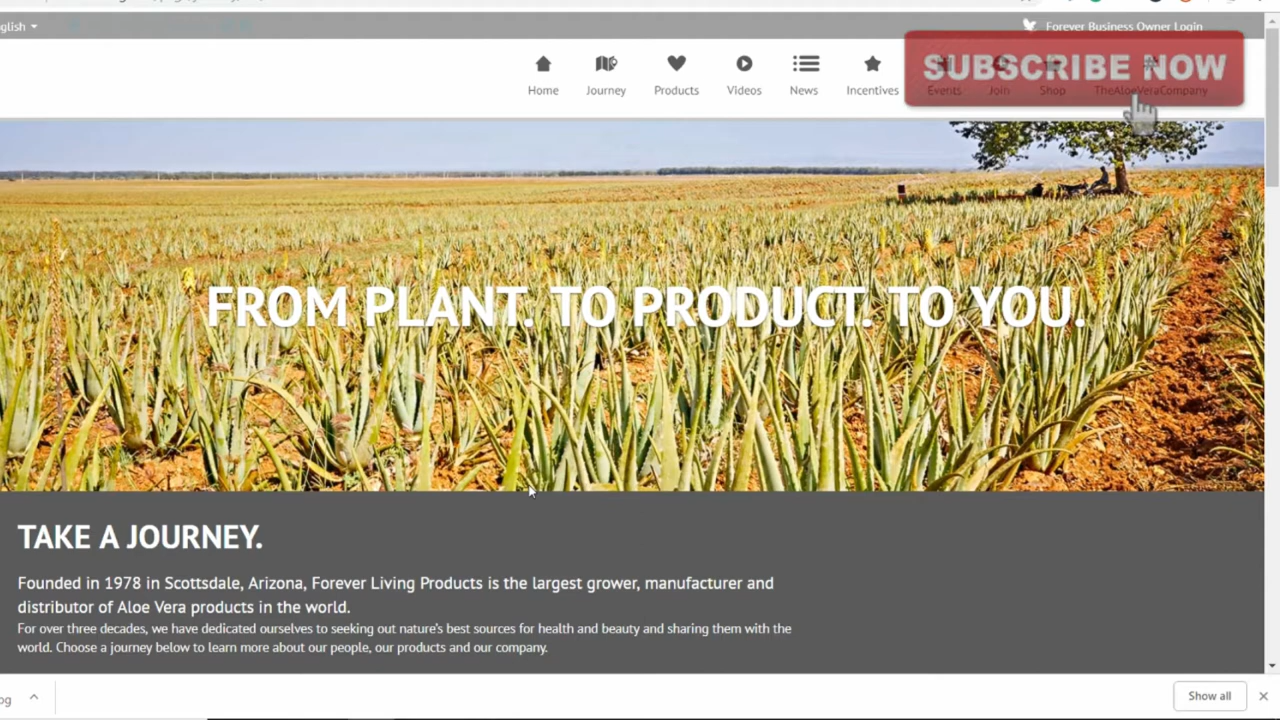 glish
Forever Business Owner Login
Home
Journey
Products
Videos
News
Incentives
Events
Join
Shop
TheAloeVeraCompany
SUBSCRIBE NOW
FROM PLANT. TO PRODUCT. TO YOU.
TAKE A JOURNEY.
Founded in 1978 in Scottsdale, Arizona, Forever Living Products is the largest grower, manufacturer and
distributor of Aloe Vera products in the world.
For over three decades, we have dedicated ourselves to seeking out nature's best sources for health and beauty and sharing them with the
world. Choose a journey below to learn more about our people, our products and our company.
og
Show all